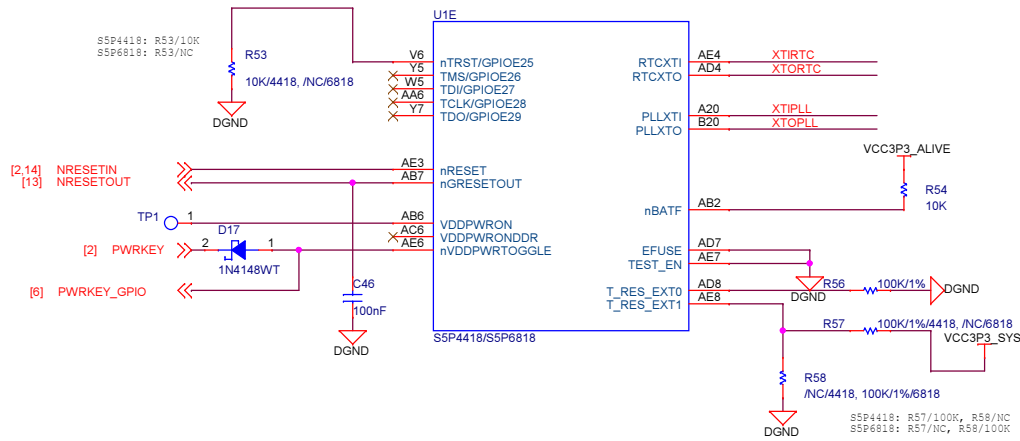 U1E
S5P4418: R53/10K
S5P6818: R53/NC
R53
10K/4418, /NC/6818
DGND
V6 nTRST/GPIOE25
Y5 TMS/GPIOE26
W5 TDI/GPIOE27
AA6 TCLK/GPIOE28
Y7 TDO/GPIOE29
RTCXTI AE4 XTIRTC
RTCXTO AD4 XTORTC
PLLXTI A20 XTIPLL
PLLXTO B20 XTOPLL
VCC3P3_ALIVE
R54
10K
[2,14] NRESETIN AE3 nRESET
[13] NRESETOUT AB7 nGRESETOUT
nBATF AB2
TP1 1 AB6 VDDPWRON
AC6 VDDPWRONDDR
D17
[2] PWRKEY 2 1 AE6 nVDDPWRTOGGLE
1N4148WT
EFUSE AD7
TEST_EN AE7
DGND
[6] PWRKEY_GPIO
C46
100nF
DGND
T_RES_EXT0 AD8 R56 100K/1% DGND
T_RES_EXT1 AE8
R57 100K/1%/4418, /NC/6818
VCC3P3_SYS
S5P4418/S5P6818
R58
/NC/4418, 100K/1%/6818
DGND
S5P4418: R57/100K, R58/NC
S5P6818: R57/NC, R58/100K